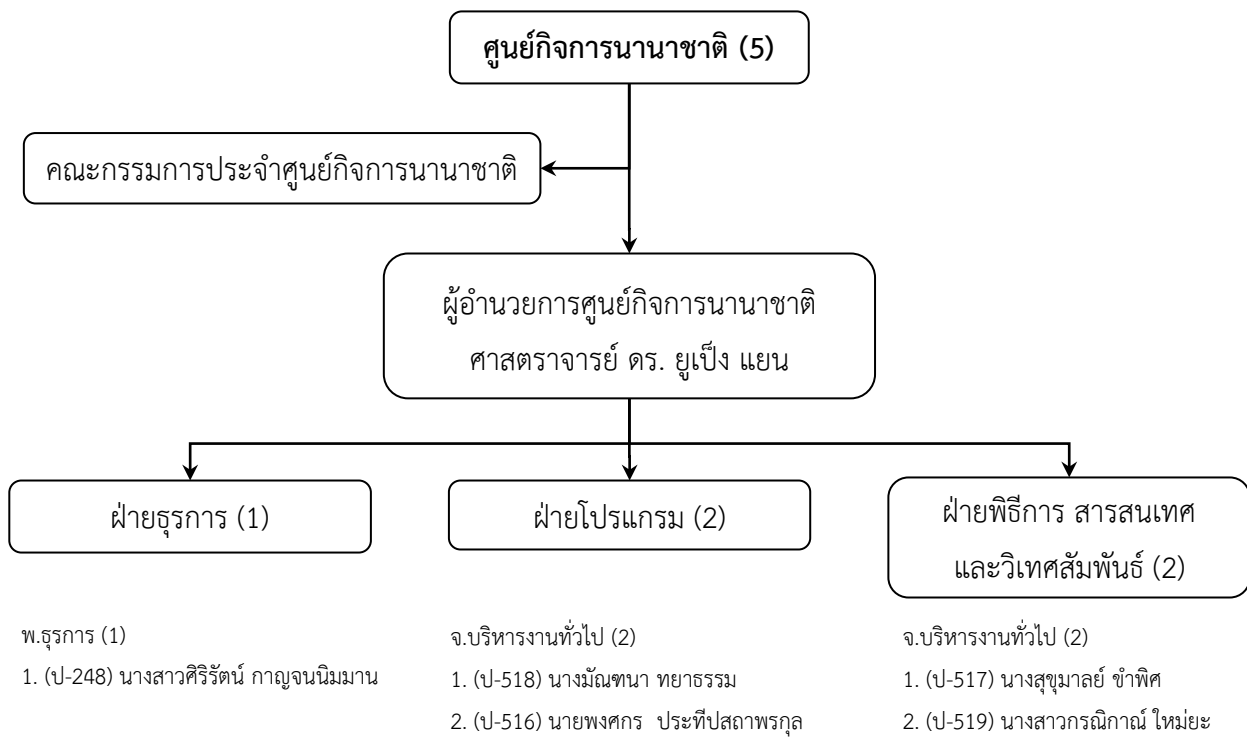 ศูนย์กิจการนานาชาติ (5)
คณะกรรมการประจำศูนย์กิจการนานาชาติ
ผู้อำนวยการศูนย์กิจการนานาชาติ
ศาสตราจารย์ ดร. ยูเป็ง แยน
ฝ่ายธุรการ (1)
พ.ธุรการ (1)
1. (ป-248) นางสาวศิริรัตน์ กาญจนนิมมาน
ฝ่ายโปรแกรม (2)
จ.บริหารงานทั่วไป (2)
1. (ป-518) นางมัณฑนา ทยาธรรม
2. (ป-516) นายพงศกร ประทีปสถาพรกุล
ฝ่ายพิธีการ สารสนเทศ
และวิเทศสัมพันธ์ (2)
จ.บริหารงานทั่วไป (2)
1. (ป-517) นางสุขุมาลย์ ขำพิศ
2. (ป-519) นางสาวกรณิกาณ์ ใหม่ยะ